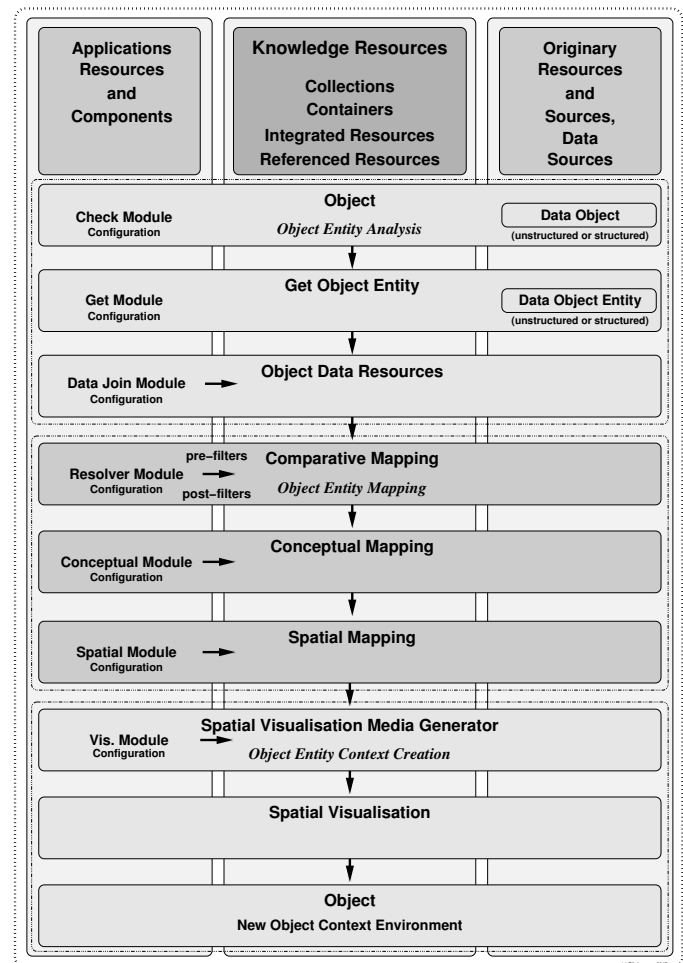 Applications
Resources
and
Components
Knowledge Resources
Collections
Containers
Integrated Resources
Referenced Resources
Originary
Resources
and
Sources,
Data
Sources
Object
Check Module
Configuration
Object Entity Analysis
Data Object
(unstructured or structured)
Get Object Entity
Get Module
Configuration
Data Object Entity
(unstructured or structured)
Object Data Resources
Data Join Module
Configuration
pre−filters
Comparative Mapping
Resolver Module
Configuration
post−filters
Object Entity Mapping
Conceptual Mapping
Conceptual Module
Configuration
Spatial Mapping
Spatial Module
Configuration
Spatial Visualisation Media Generator
Vis. Module
Configuration
Object Entity Context Creation
Spatial Visualisation
Object
New Object Context Environment